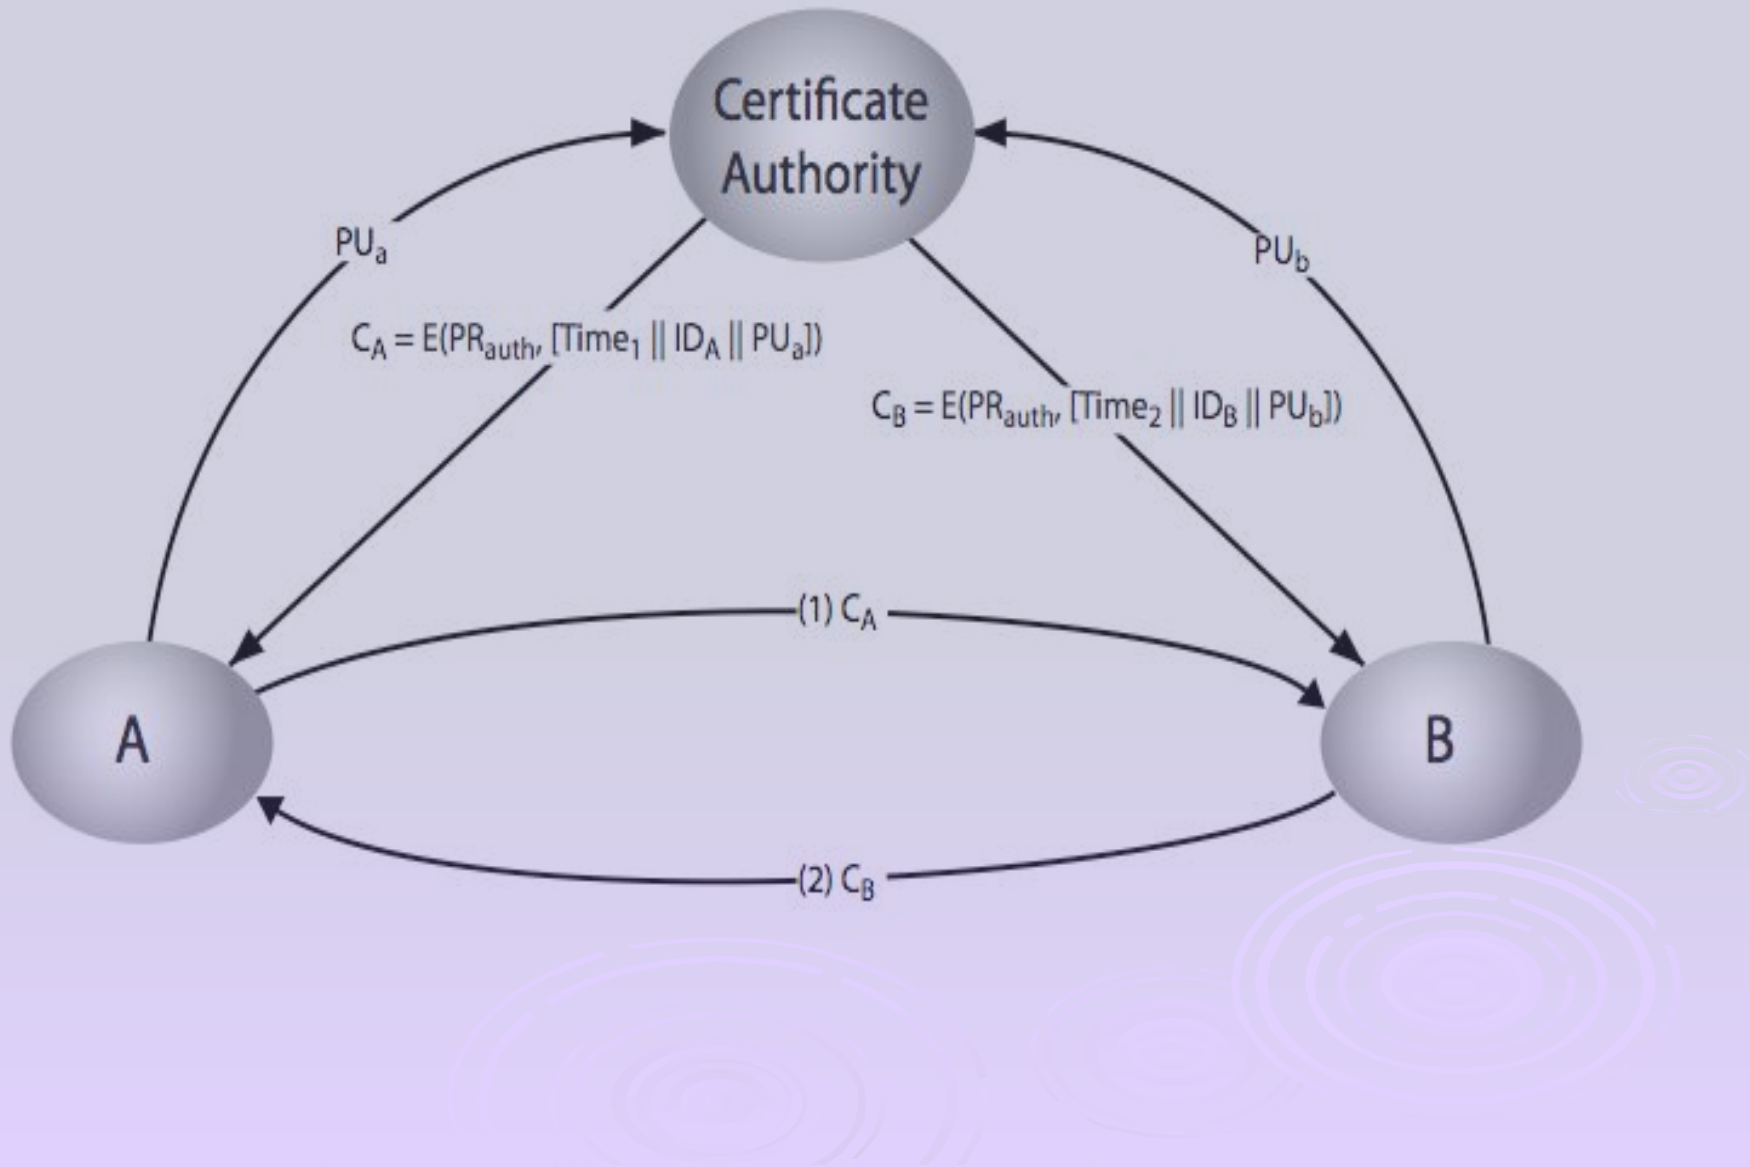 Certificate
Authority
PUa
PUb
CA = E(PRauth, [Time1 || IDA || PUa])
CB = E(PRauth, [Time2 || IDB || PUb])
(1) CA
A
B
(2) CB